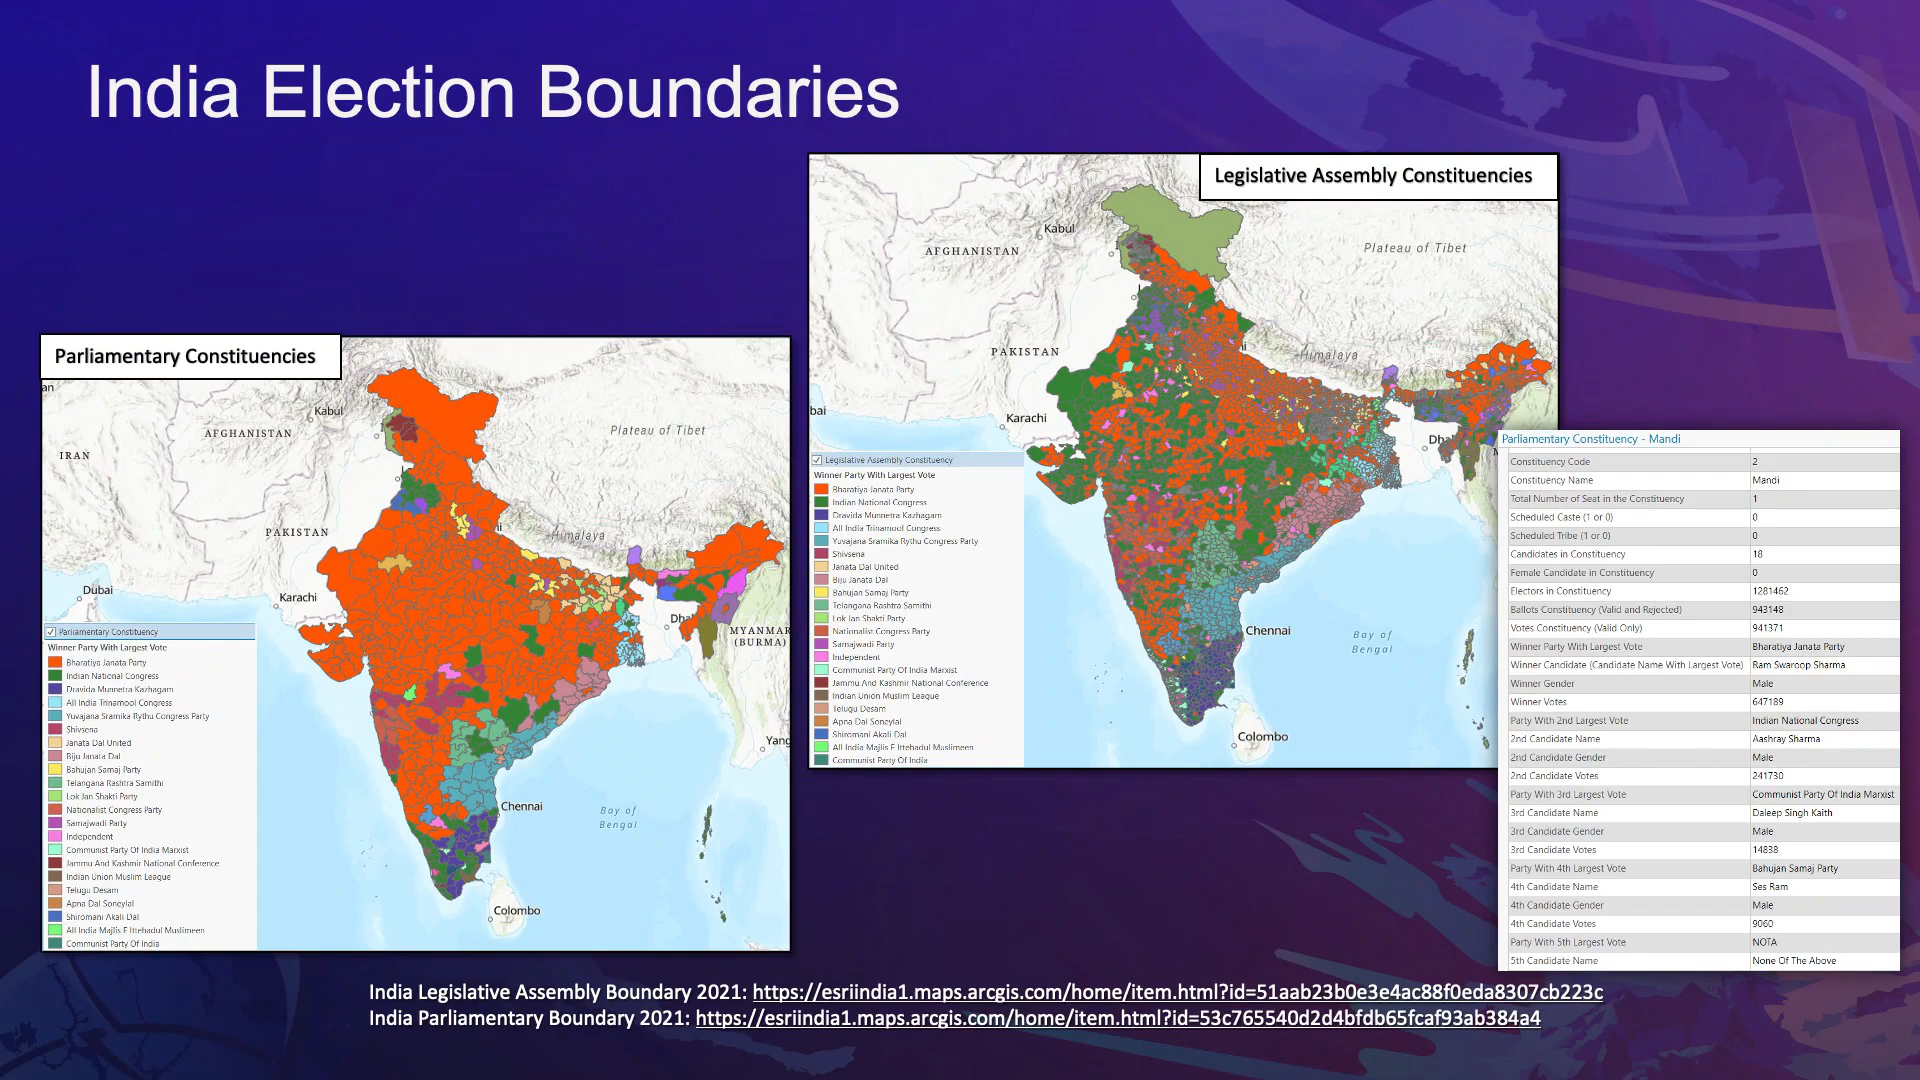 India Election Boundaries
Legislative Assembly Constituencies
Kabul
AFGHANISTAN
Plateau of Tibet
PAKISTAN
Himalaya
bai
Karachi
Dha
Legislative Assembly Constituency
Winner Party With Largest Vote
Bharatiya Janata Party
Indian National Congress
Dravida Munnetra Kazhagam
All India Trinamool Congress
Yuvajana Sramika Rythu Congress Party
Shivsena
Janata Dal United
Biju Janata Dal
Bahujan Samaj Party
Telangana Rashtra Samithi
Lok Jan Shakti Party
Nationalist Congress Party
Samajwadi Party
Independent
Communist Party Of India Marxist
Jammu And Kashmir National Conference
Indian Union Muslim League
Telugu Desam
Apna Dal Soneylal
Shiromani Akali Dal
All India Majlis E Ittehadul Muslimeen
Communist Party Of India
Chennai
Bay of
Bengal
Colombo
Parliamentary Constituencies
an
Kabul
AFGHANISTAN
Plateau of Tibet
IRAN
PAKISTAN
Himalaya
Dubai
Karachi
Dha
MYANMAR
(BURMA)
Yang
Parliamentary Constituency
Winner Party With Largest Vote
Bharatiya Janata Party
Indian National Congress
Dravida Munnetra Kazhagam
All India Trinamool Congress
Yuvajana Sramika Rythu Congress Party
Shivsena
Janata Dal United
Biju Janata Dal
Bahujan Samaj Party
Telangana Rashtra Samithi
Lok Jan Shakti Party
Nationalist Congress Party
Samajwadi Party
Independent
Communist Party Of India Marxist
Jammu And Kashmir National Conference
Indian Union Muslim League
Telugu Desam
Apna Dal Soneylal
Shiromani Akali Dal
All India Majlis E Ittehadul Muslimeen
Communist Party Of India
Chennai
Bay of
Bengal
Colombo
Parliamentary Constituency - Mandi
Constituency Code 2
Constituency Name Mandi
Total Number of Seat in the Constituency 1
Scheduled Caste (1 or 0) 0
Scheduled Tribe (1 or 0) 0
Candidates in Constituency 18
Female Candidate in Constituency 0
Electors in Constituency 1281462
Ballots Constituency (Valid and Rejected) 943148
Votes Constituency (Valid Only) 941371
Winner Party With Largest Vote Bharatiya Janata Party
Winner Candidate (Candidate Name With Largest Vote) Ram Swaroop Sharma
Winner Gender Male
Winner Votes 647189
Party With 2nd Largest Vote Indian National Congress
2nd Candidate Name Aashray Sharma
2nd Candidate Gender Male
2nd Candidate Votes 241730
Party With 3rd Largest Vote Communist Party Of India Marxist
3rd Candidate Name Daleep Singh Kaith
3rd Candidate Gender Male
3rd Candidate Votes 14838
Party With 4th Largest Vote Bahujan Samaj Party
4th Candidate Name Ses Ram
4th Candidate Gender Male
4th Candidate Votes 9060
Party With 5th Largest Vote NOTA
5th Candidate Name None Of The Above
India Legislative Assembly Boundary 2021: https://esriindia1.maps.arcgis.com/home/item.html?id=51aab23b0e3e4ac88f0eda8307cb223c
India Parliamentary Boundary 2021: https://esriindia1.maps.arcgis.com/home/item.html?id=53c765540d2d4bfdb65fcaf93ab384a4